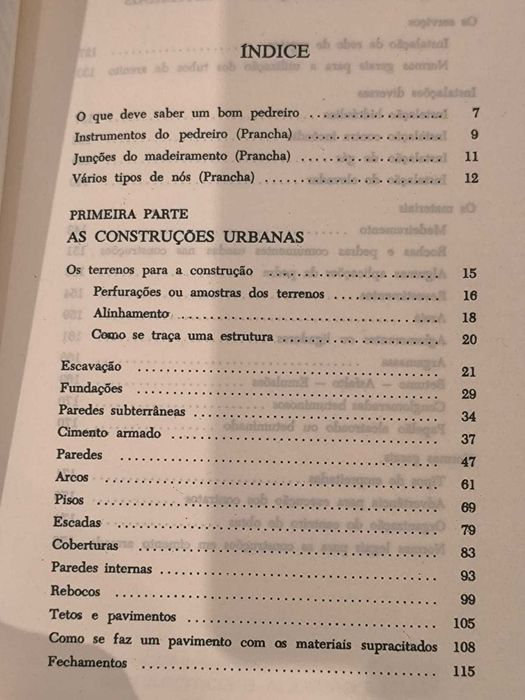 ÍNDICE
O que deve saber um bom pedreiro .................. 7
Instrumentos do pedreiro (Prancha) .................. 9
Junções do madeiramento (Prancha) .................. 11
Vários tipos de nós (Prancha) .................. 12
PRIMEIRA PARTE
AS CONSTRUÇÕES URBANAS
Os terrenos para a construção .................. 15
Perfurações ou amostras dos terrenos .................. 16
Alinhamento .................. 18
Como se traça uma estrutura .................. 20
Escavação .................. 21
Fundações .................. 29
Paredes subterrâneas .................. 34
Cimento armado .................. 37
Paredes .................. 47
Arcos .................. 61
Pisos .................. 69
Escadas .................. 79
Coberturas .................. 83
Paredes internas .................. 93
Rebocos .................. 99
Tetos e pavimentos .................. 105
Como se faz um pavimento com os materiais supracitados 108
Fechamentos .................. 115